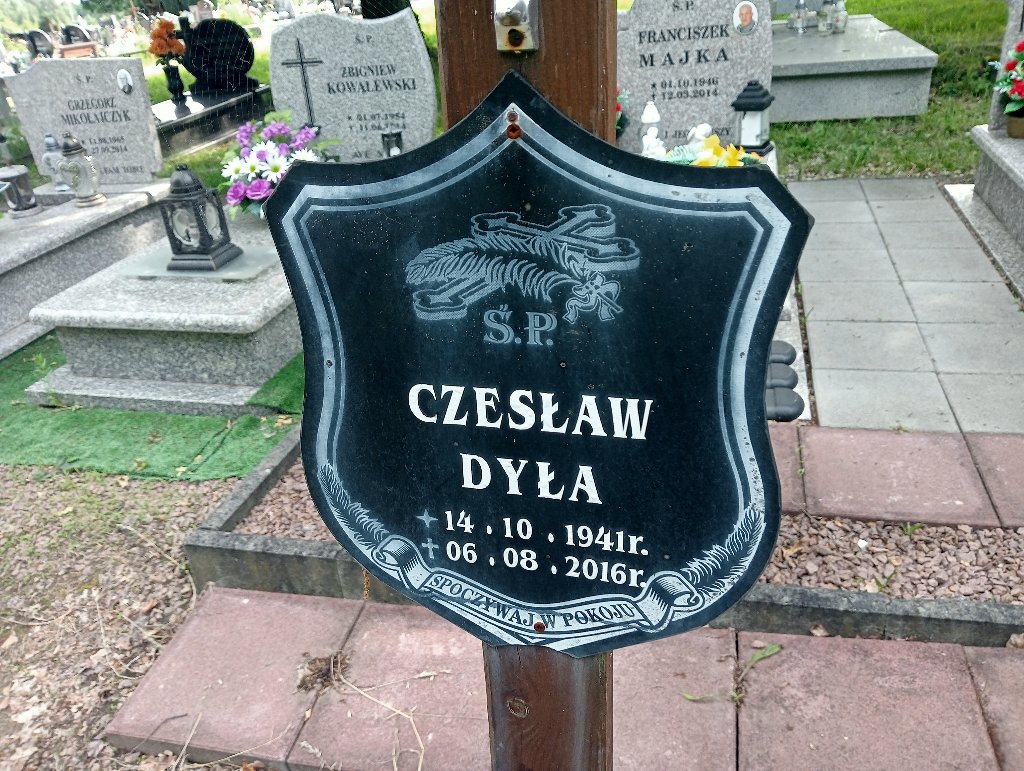 Ś.P.
CZESŁAW
DYŁA
14.10.1941r.
06.08.2016r.
SPOCZYWAJ W POKOJU
Ś.P.
GRZEGORZ
MIKOŁAJCZYK
Ś.P.
ZBIGNIEW
KOWALEWSKI
Ś.P.
FRANCISZEK
MAJKA
01.10.1946
12.03.2014